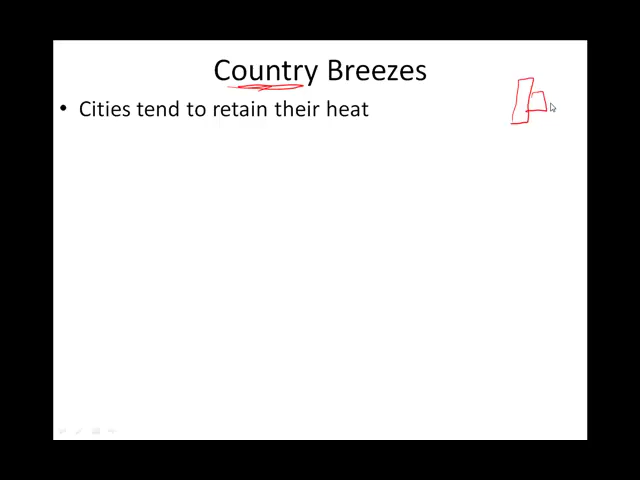 Country Breezes
• Cities tend to retain their heat